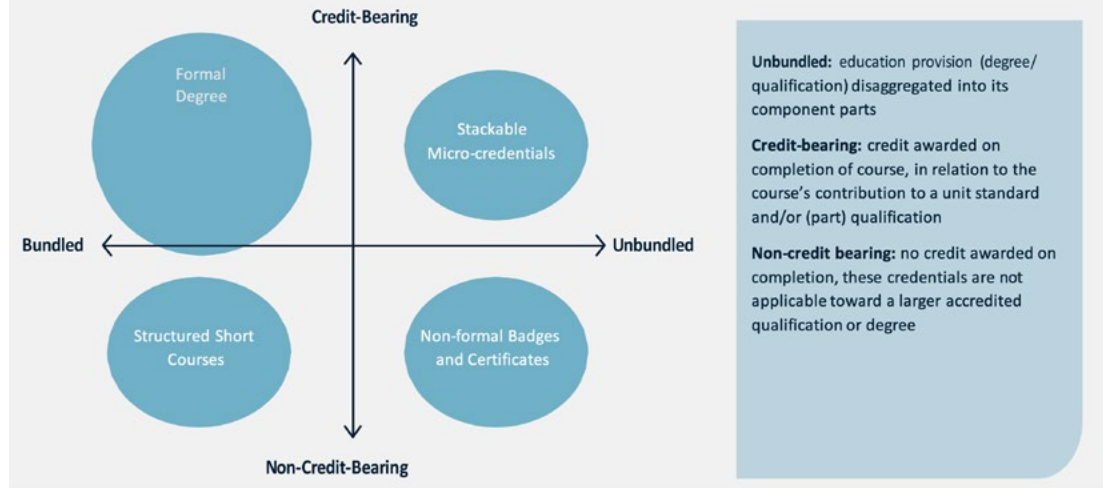 Credit-Bearing
Formal
Degree
Stackable
Micro-credentials
Bundled
Unbundled
Structured Short
Courses
Non-formal Badges
and Certificates
Non-Credit-Bearing
Unbundled: education provision (degree/
qualification) disaggregated into its
component parts
Credit-bearing: credit awarded on
completion of course, in relation to the
course's contribution to a unit standard
and/or (part) qualification
Non-credit bearing: no credit awarded on
completion, these credentials are not
applicable toward a larger accredited
qualification or degree